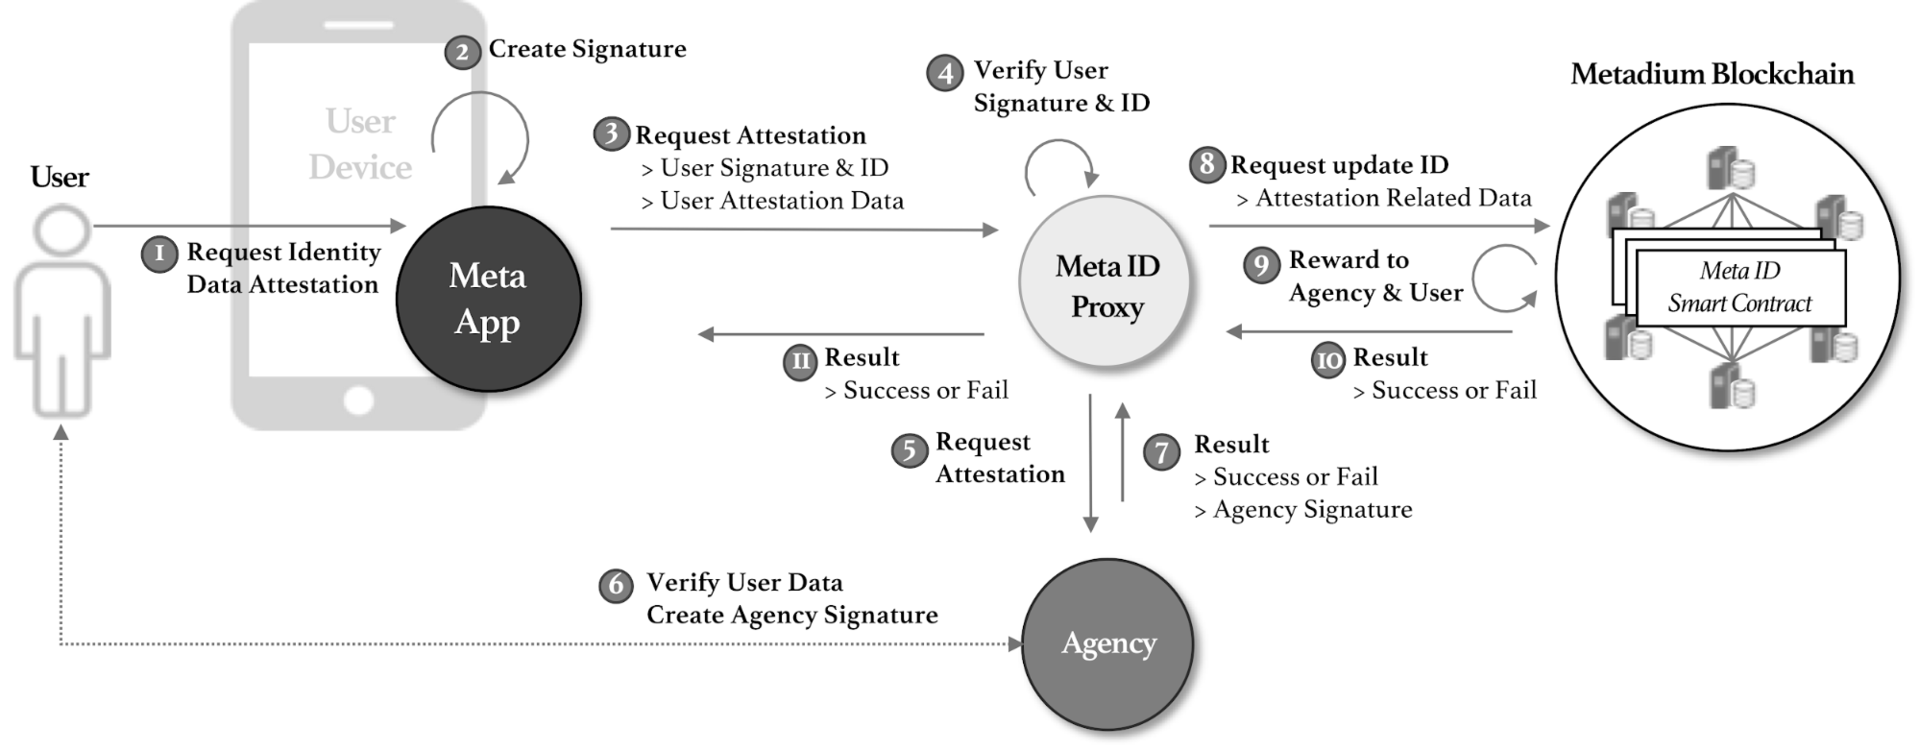 2 Create Signature
User
Device
User
1 Request Identity
Data Attestation
Meta
App
3 Request Attestation
> User Signature & ID
> User Attestation Data
4 Verify User
Signature & ID
Meta ID
Proxy
Metadium Blockchain
8 Request update ID
> Attestation Related Data
9 Reward to
Agency & User
Meta ID
Smart Contract
10 Result
> Success or Fail
11 Result
> Success or Fail
5 Request
Attestation
7 Result
> Success or Fail
> Agency Signature
6 Verify User Data
Create Agency Signature
Agency